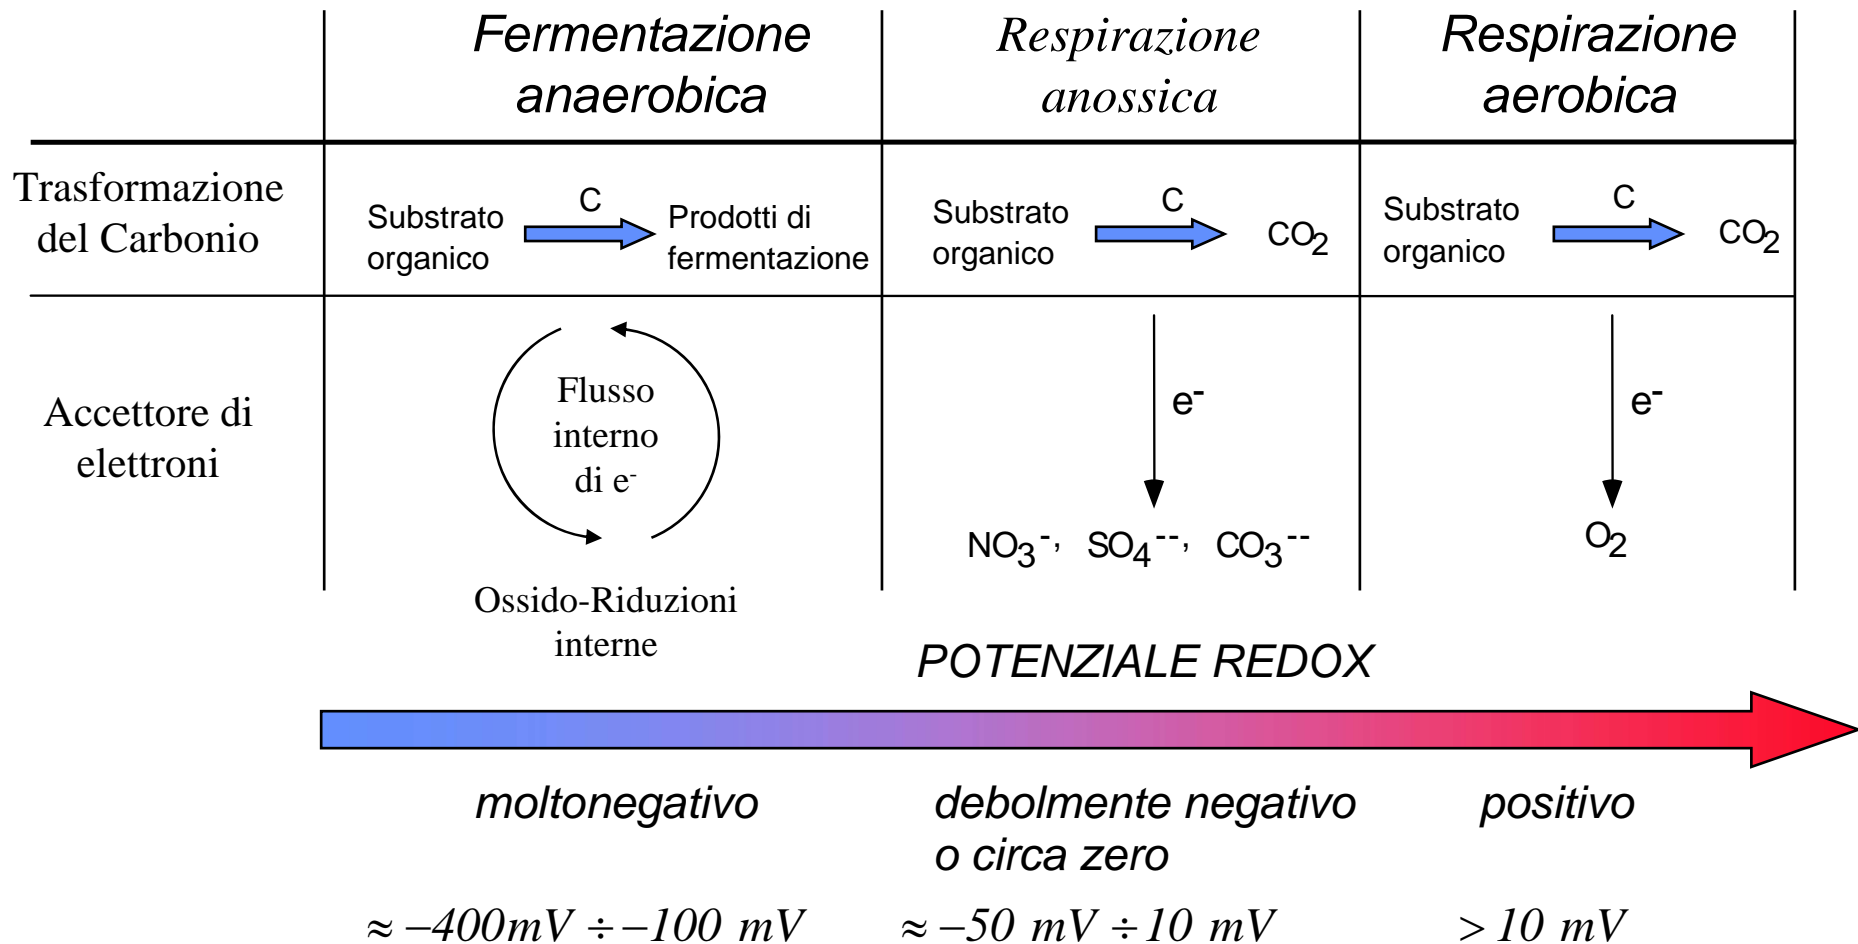 Fermentazione
anaerobica
Respirazione
anossica
Respirazione
aerobica
Trasformazione
del Carbonio
Substrato
organico
C
Prodotti di
fermentazione
Substrato
organico
C
CO2
Substrato
organico
C
CO2
Accettore di
elettroni
Flusso
interno
di e-
Ossido-Riduzioni
interne
e-
NO3-, SO4--, CO3--
e-
O2
POTENZIALE REDOX
moltonegativo
debolmente negativo
o circa zero
positivo
≈ −400mV ÷ −100 mV
≈ −50 mV ÷ 10 mV
> 10 mV